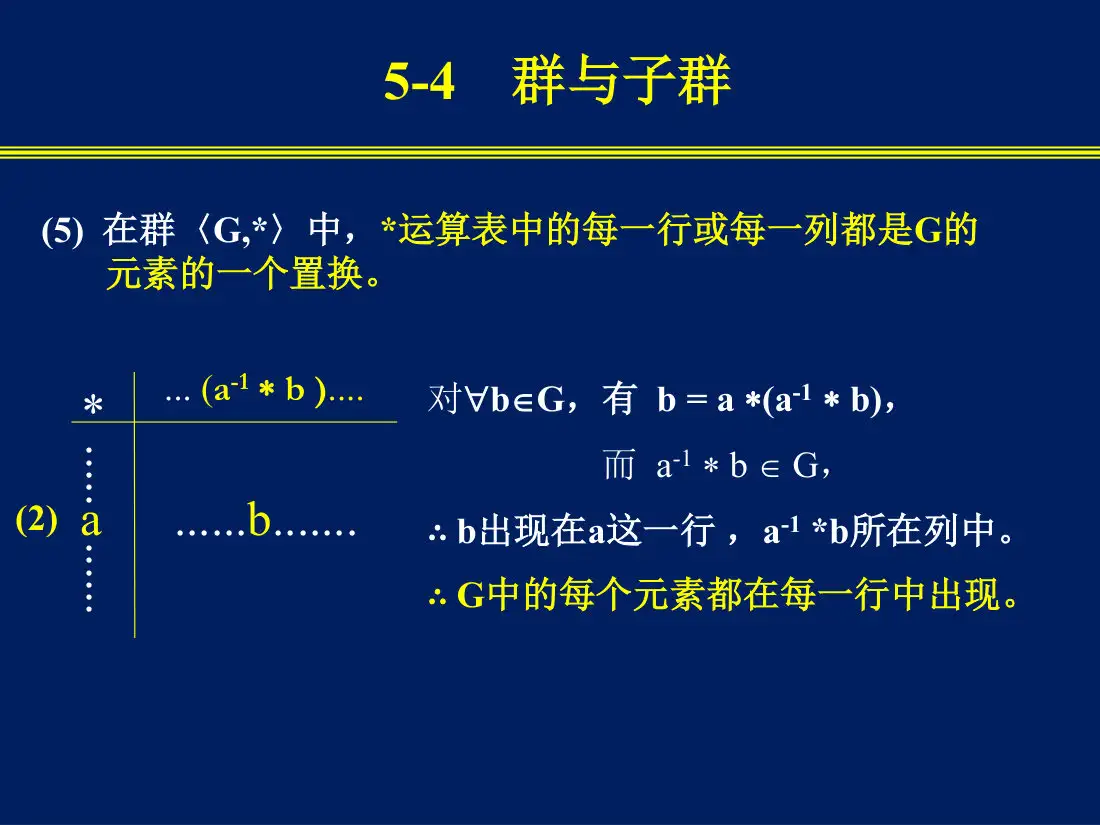 5-4 群与子群
(5) 在群〈G,*〉中，*运算表中的每一行或每一列都是G的
元素的一个置换。
* ... (a⁻¹ * b )....
对∀b∈G，有 b = a *(a⁻¹ * b)，
而 a⁻¹ * b ∈ G，
......
(2) a ......b.......
......
∴ b出现在a这一行 ，a⁻¹ *b所在列中。
∴ G中的每个元素都在每一行中出现。